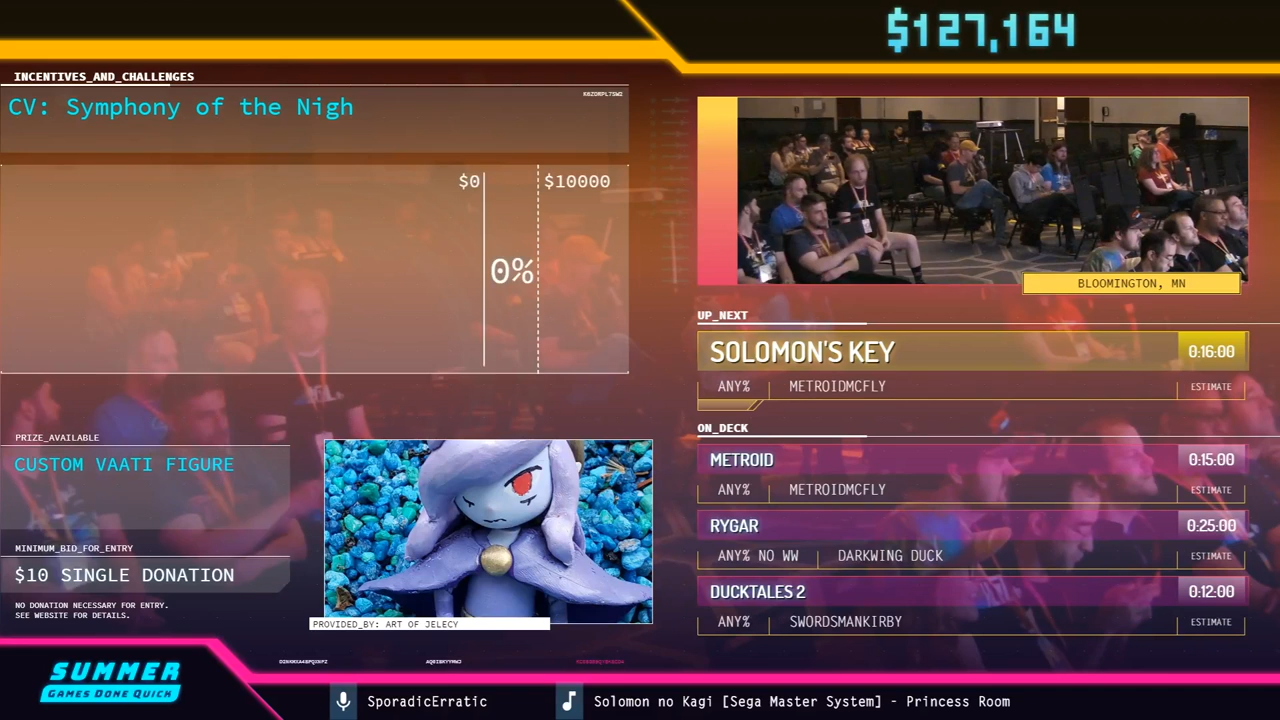 $127,164
INCENTIVES_AND_CHALLENGES
CV: Symphony of the Nigh
$0
$10000
0%
BLOOMINGTON, MN
UP_NEXT
SOLOMON'S KEY 0:16:00
ANY% METROIDMCFLY ESTIMATE
ON_DECK
METROID 0:15:00
ANY% METROIDMCFLY ESTIMATE
RYGAR 0:25:00
ANY% NO WW DARKWING DUCK ESTIMATE
DUCKTALES 2 0:12:00
ANY% SWORDSMANKIRBY ESTIMATE
PRIZE_AVAILABLE
CUSTOM VAATI FIGURE
MINIMUM_BID_FOR_ENTRY
$10 SINGLE DONATION
NO DONATION NECESSARY FOR ENTRY.
SEE WEBSITE FOR DETAILS.
PROVIDED_BY: ART OF JELECY
SUMMER
GAMES DONE QUICK
SporadicErratic
Solomon no Kagi [Sega Master System] - Princess Room